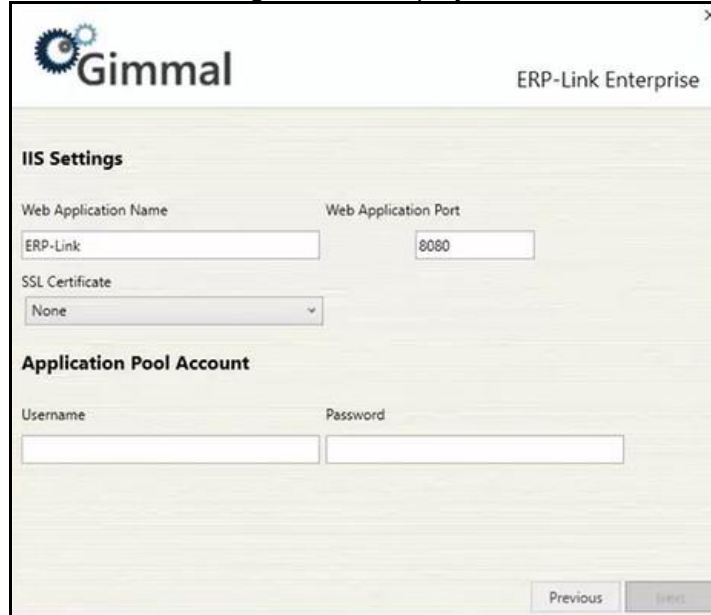 Gimmal
ERP-Link Enterprise
IIS Settings
Web Application Name Web Application Port
ERP-Link 8080
SSL Certificate
None
Application Pool Account
Username Password
Previous Next